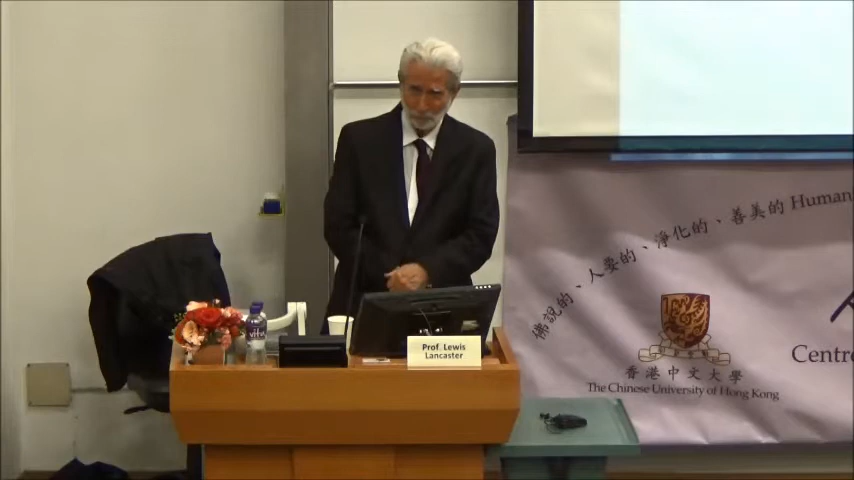 佛說的、人要的、淨化的、善美的 Human
香港中文大學
The Chinese University of Hong Kong
Centre
vita
Prof. Lewis
Lancaster